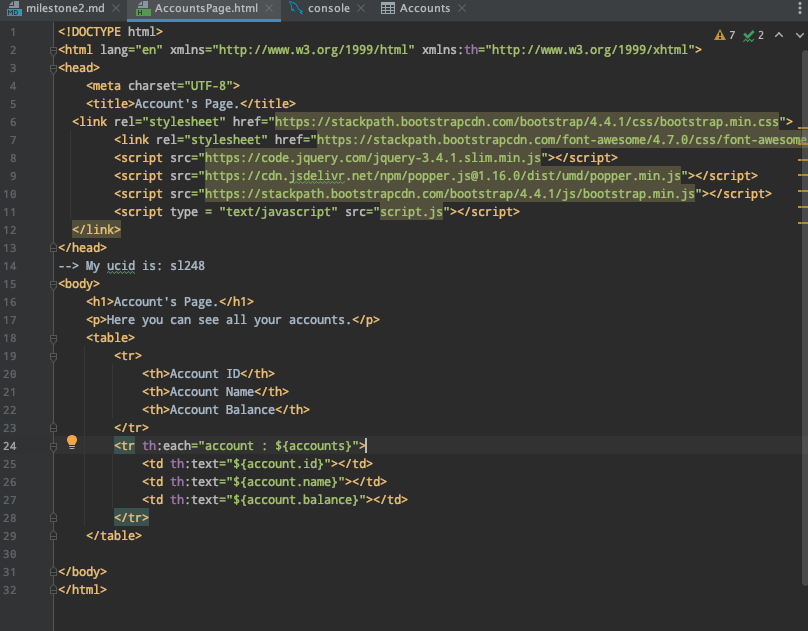 milestone2.md AccountsPage.html console Accounts
7 2
1 <!DOCTYPE html>
2 <html lang="en" xmlns="http://www.w3.org/1999/html" xmlns:th="http://www.w3.org/1999/xhtml">
3 <head>
4 <meta charset="UTF-8">
5 <title>Account's Page.</title>
6 <link rel="stylesheet" href="https://stackpath.bootstrapcdn.com/bootstrap/4.4.1/css/bootstrap.min.css">
7 <link rel="stylesheet" href="https://stackpath.bootstrapcdn.com/font-awesome/4.7.0/css/font-awesome
8 <script src="https://code.jquery.com/jquery-3.4.1.slim.min.js"></script>
9 <script src="https://cdn.jsdelivr.net/npm/popper.js@1.16.0/dist/umd/popper.min.js"></script>
10 <script src="https://stackpath.bootstrapcdn.com/bootstrap/4.4.1/js/bootstrap.min.js"></script>
11 <script type = "text/javascript" src="script.js"></script>
12 </link>
13 </head>
14 --> My ucid is: sl248
15 <body>
16 <h1>Account's Page.</h1>
17 <p>Here you can see all your accounts.</p>
18 <table>
19 <tr>
20 <th>Account ID</th>
21 <th>Account Name</th>
22 <th>Account Balance</th>
23 </tr>
24 <tr th:each="account : ${accounts}">
25 <td th:text="${account.id}"></td>
26 <td th:text="${account.name}"></td>
27 <td th:text="${account.balance}"></td>
28 </tr>
29 </table>
30
31 </body>
32 </html>